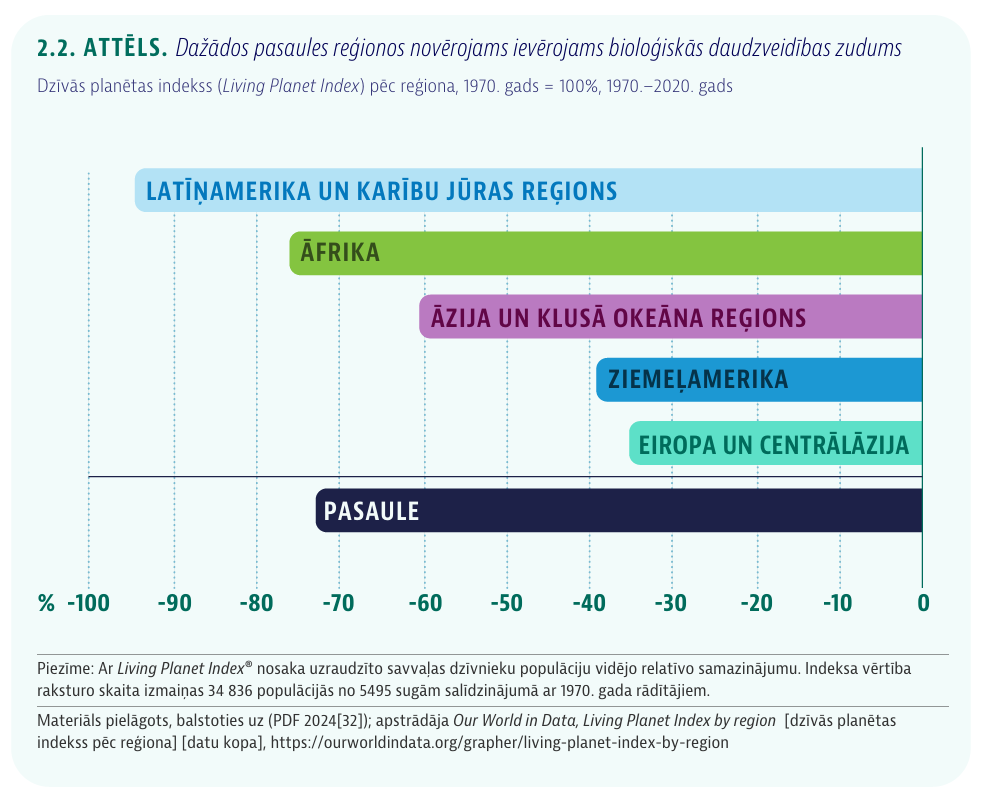 2.2. ATTĒLS. Dažādos pasaules reģionos novērojams ievērojams bioloģiskās daudzveidības zudums
Dzīvās planētas indekss (Living Planet Index) pēc reģiona, 1970. gads = 100%, 1970.–2020. gads
LATĪŅAMERIKA UN KARĪBU JŪRAS REĢIONS
ĀFRIKA
ĀZIJA UN KLUSĀ OKEĀNA REĢIONS
ZIEMEĻAMERIKA
EIROPA UN CENTRĀLĀZIJA
PASAULE
% -100 -90 -80 -70 -60 -50 -40 -30 -20 -10 0
Piezīme: Ar Living Planet Index® nosaka uzraudzīto savvaļas dzīvnieku populāciju vidējo relatīvo samazinājumu. Indeksa vērtība
raksturo skaita izmaiņas 34 836 populācijās no 5495 sugām salīdzinājumā ar 1970. gada rādītājiem.
Materiāls pielāgots, balstoties uz (PDF 2024[32]); apstrādāja Our World in Data, Living Planet Index by region [dzīvās planētas
indekss pēc reģiona] [datu kopa], https://ourworldindata.org/grapher/living-planet-index-by-region